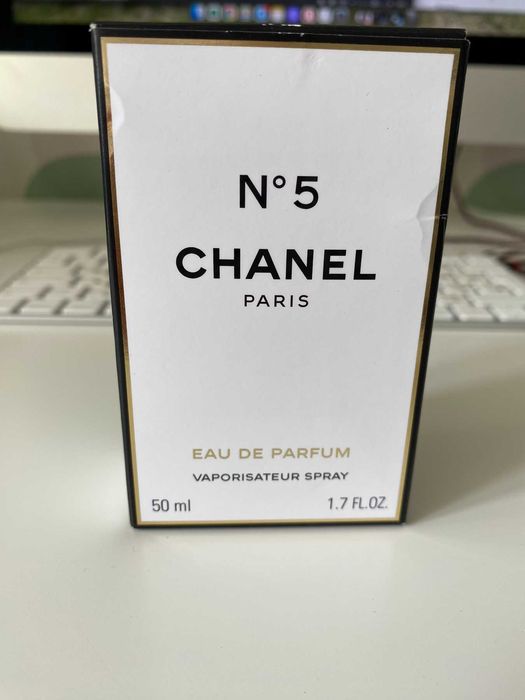 N°5
CHANEL
PARIS
EAU DE PARFUM
VAPORISATEUR SPRAY
50 ml 1.7 FL.OZ.